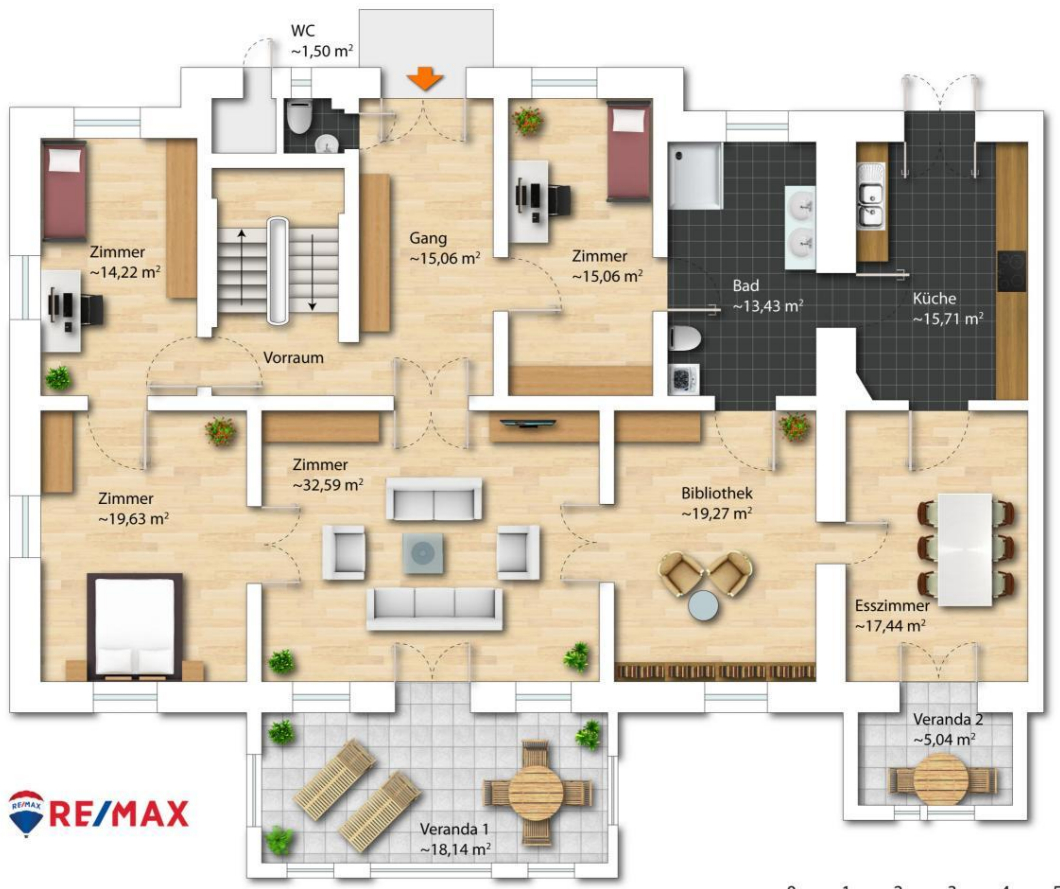 WC
~1,50 m²
Zimmer
~14,22 m²
Gang
~15,06 m²
Zimmer
~15,06 m²
Bad
~13,43 m²
Küche
~15,71 m²
Vorraum
Zimmer
~19,63 m²
Zimmer
~32,59 m²
Bibliothek
~19,27 m²
Esszimmer
~17,44 m²
Veranda 2
~5,04 m²
Veranda 1
~18,14 m²
RE/MAX
RE/MAX
0 1 2 3 4 5